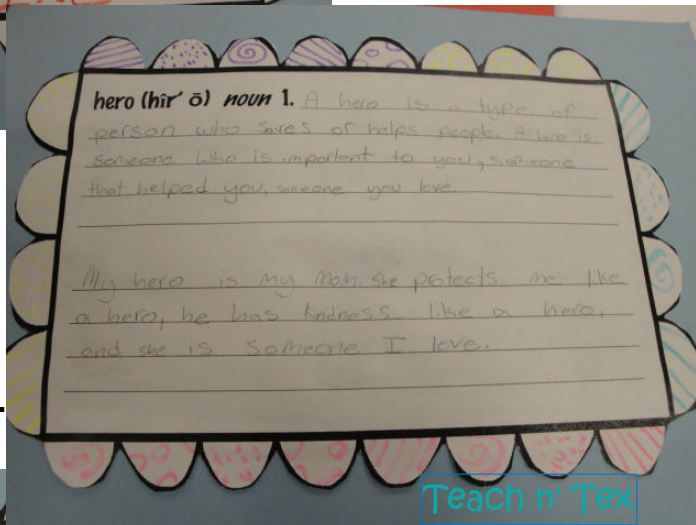 hero (hîr′ ō) noun 1. A hero is a type of
person who saves or helps people. A hero is
someone who is important to you, someone
that helped you, someone you love.
My hero is my mom. she protects me like
a hero, he has kindness like a hero,
and she is someone I love.
Teach n' Tex